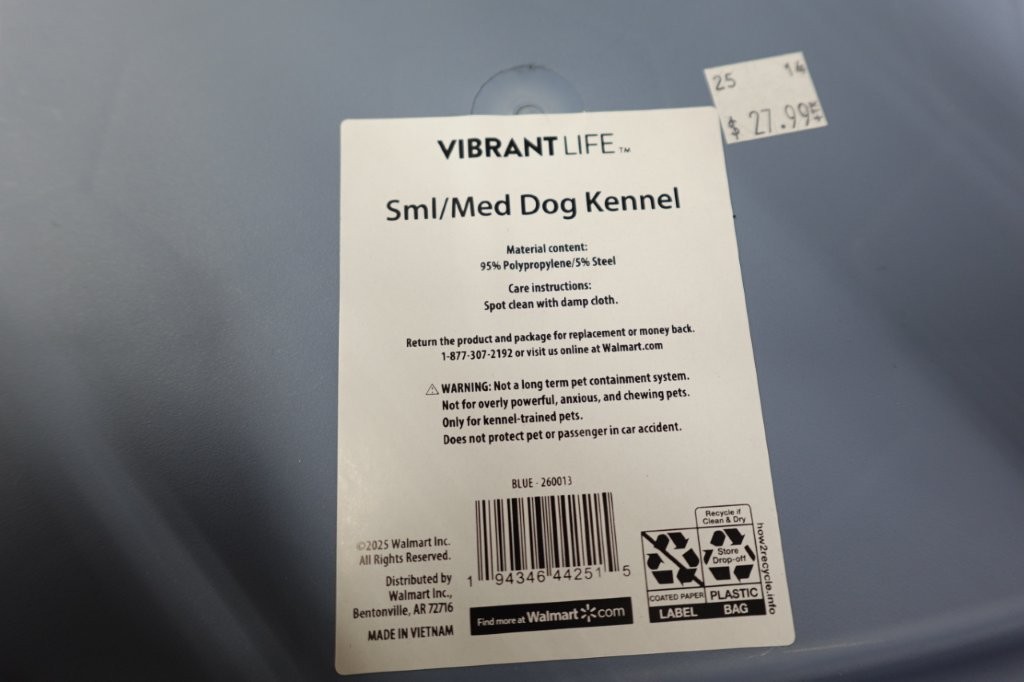 25 14
$ 27.99
VIBRANT LIFE™
Sml/Med Dog Kennel
Material content:
95% Polypropylene/5% Steel
Care instructions:
Spot clean with damp cloth.
Return the product and package for replacement or money back.
1-877-307-2192 or visit us online at Walmart.com
⚠ WARNING: Not a long term pet containment system.
Not for overly powerful, anxious, and chewing pets.
Only for kennel-trained pets.
Does not protect pet or passenger in car accident.
BLUE - 260013
1 94346 44251 5
Find more at Walmart.com
©2025 Walmart Inc.
All Rights Reserved.
Distributed by
Walmart Inc.,
Bentonville, AR 72716
MADE IN VIETNAM
Recycle if
Clean & Dry
Store
Drop-off
COATED PAPER
LABEL
PLASTIC
BAG
how2recycle.info